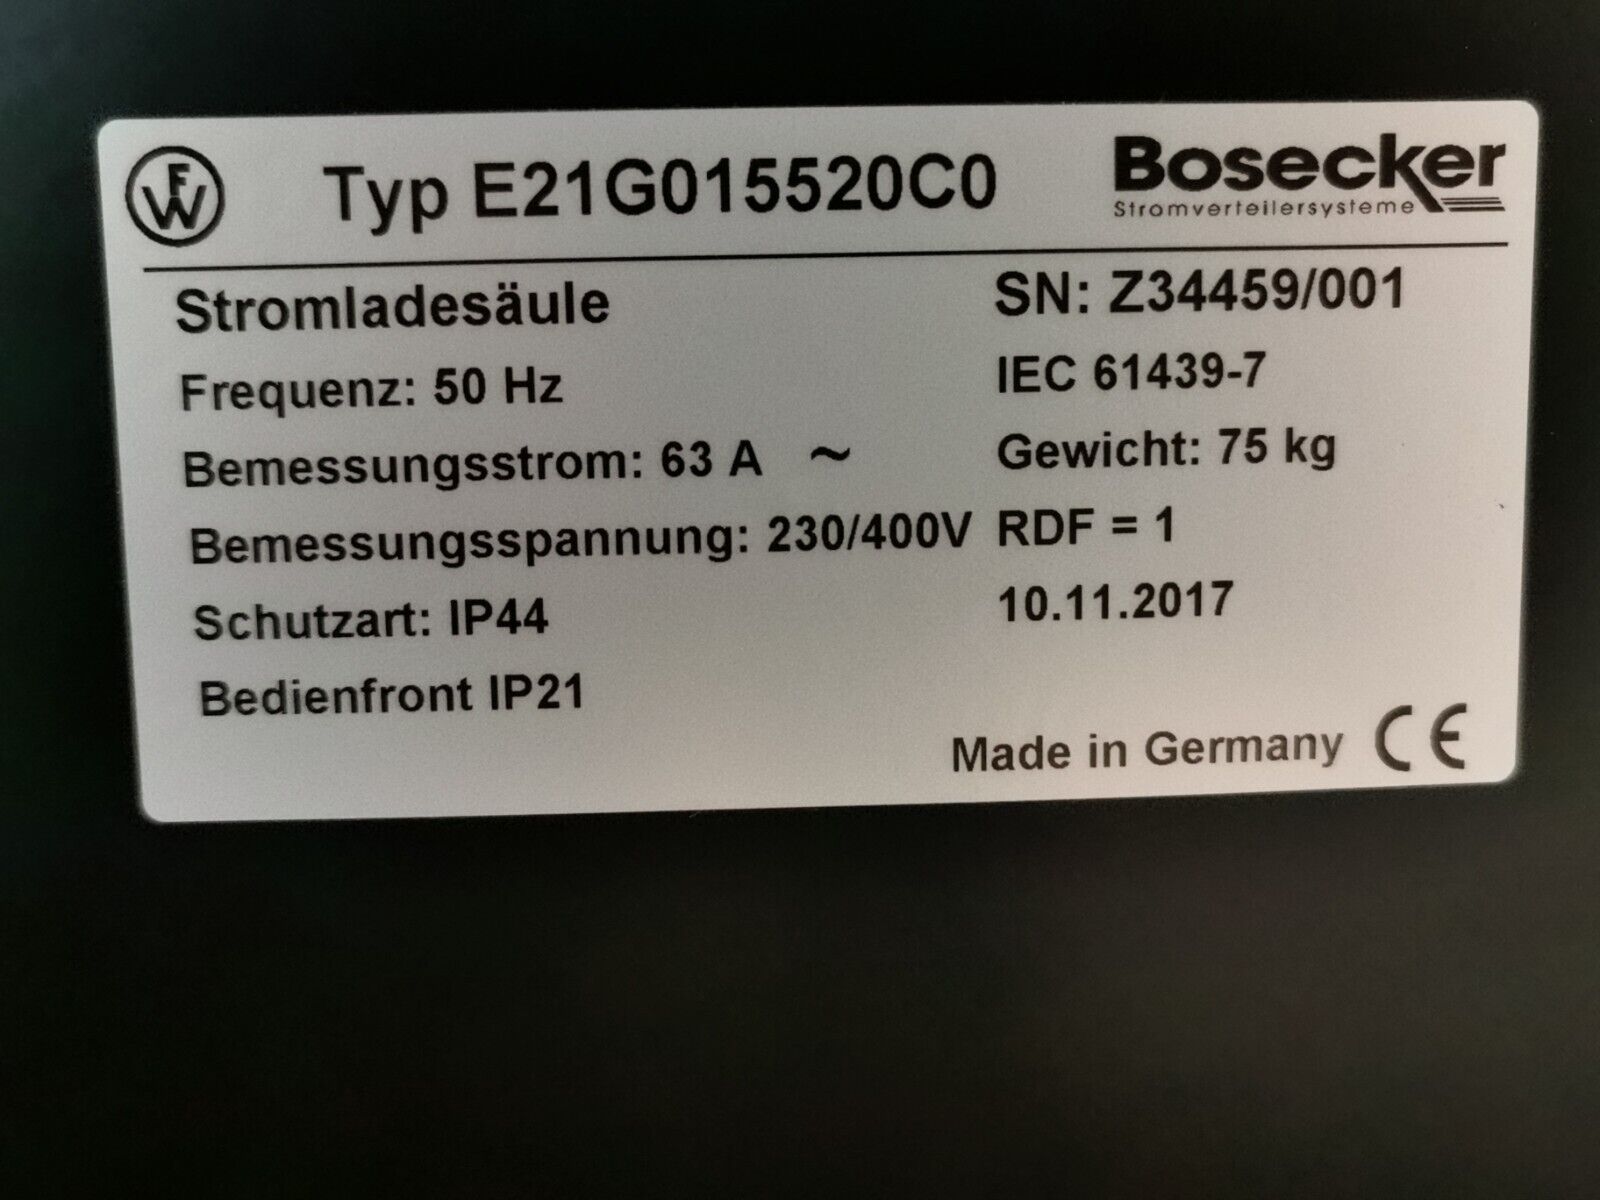 FW Typ E21G015520C0 Bosecker
Stromverteilersysteme
Stromladesäule SN: Z34459/001
Frequenz: 50 Hz IEC 61439-7
Bemessungsstrom: 63 A ~ Gewicht: 75 kg
Bemessungsspannung: 230/400V RDF = 1
Schutzart: IP44 10.11.2017
Bedienfront IP21
Made in Germany CE